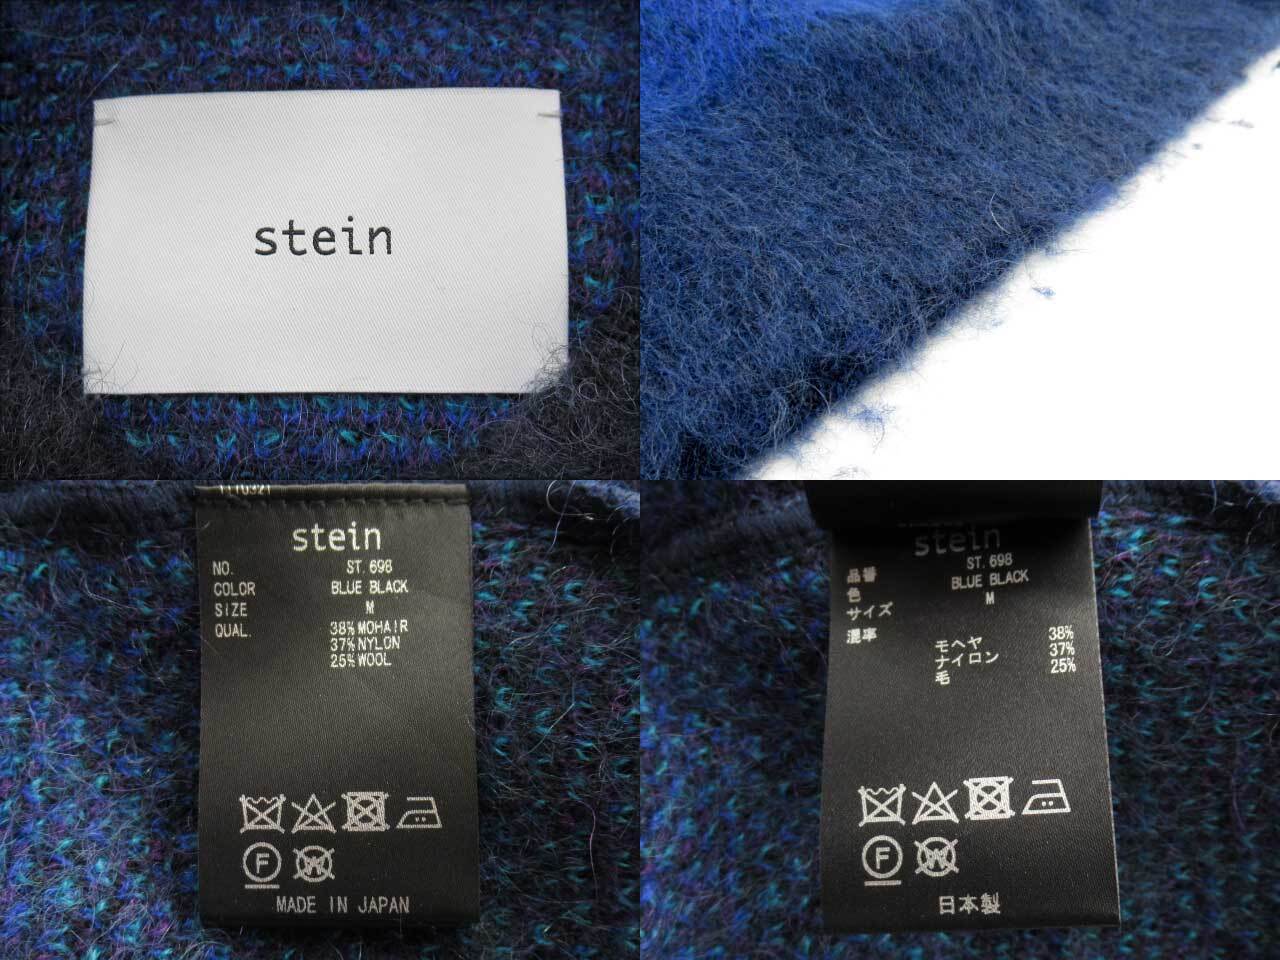 stein
1110321
stein
NO. ST.698
COLOR BLUE BLACK
SIZE M
QUAL. 38%MOHAIR
37%NYLON
25%WOOL
F
W
MADE IN JAPAN
stein
品番 ST.698
色 BLUE BLACK
サイズ M
混率 モヘヤ 38%
ナイロン 37%
毛 25%
F
W
日本製